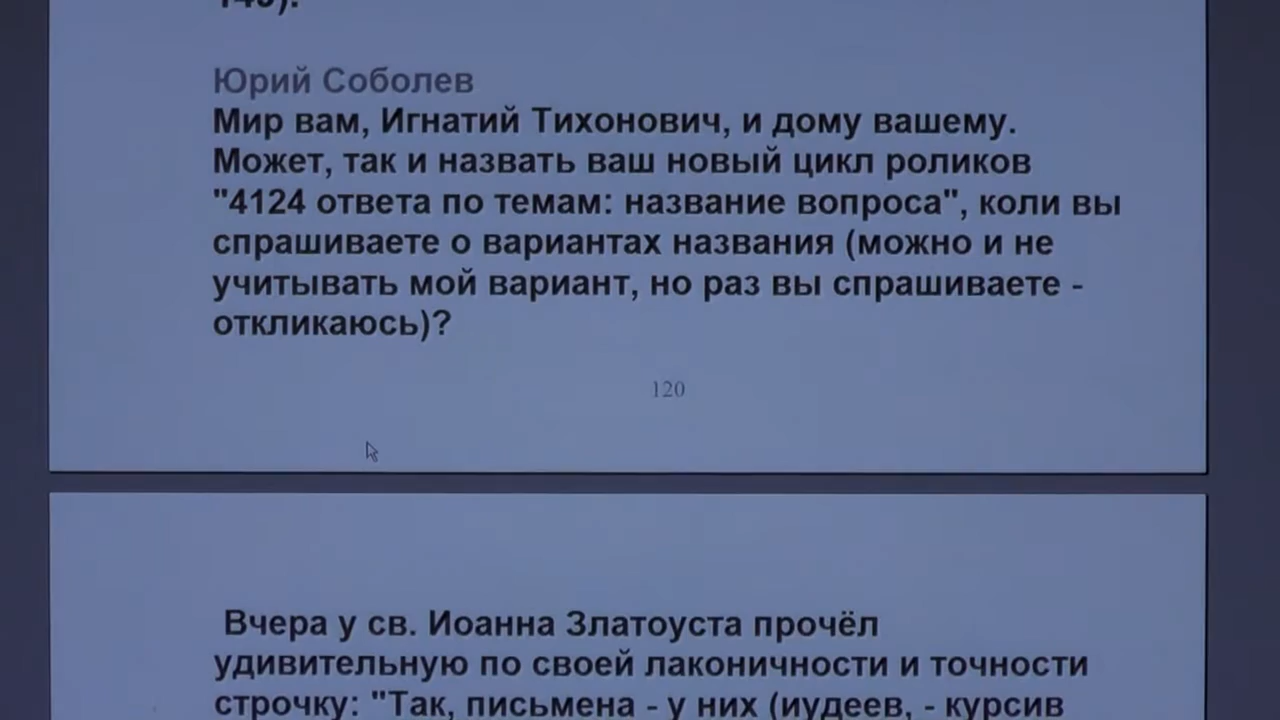 Юрий Соболев
Мир вам, Игнатий Тихонович, и дому вашему.
Может, так и назвать ваш новый цикл роликов
"4124 ответа по темам: название вопроса", коли вы
спрашиваете о вариантах названия (можно и не
учитывать мой вариант, но раз вы спрашиваете -
откликаюсь)?
120
Вчера у св. Иоанна Златоуста прочёл
удивительную по своей лаконичности и точности
строчку: "Так, письмена - у них (иудеев, - курсив